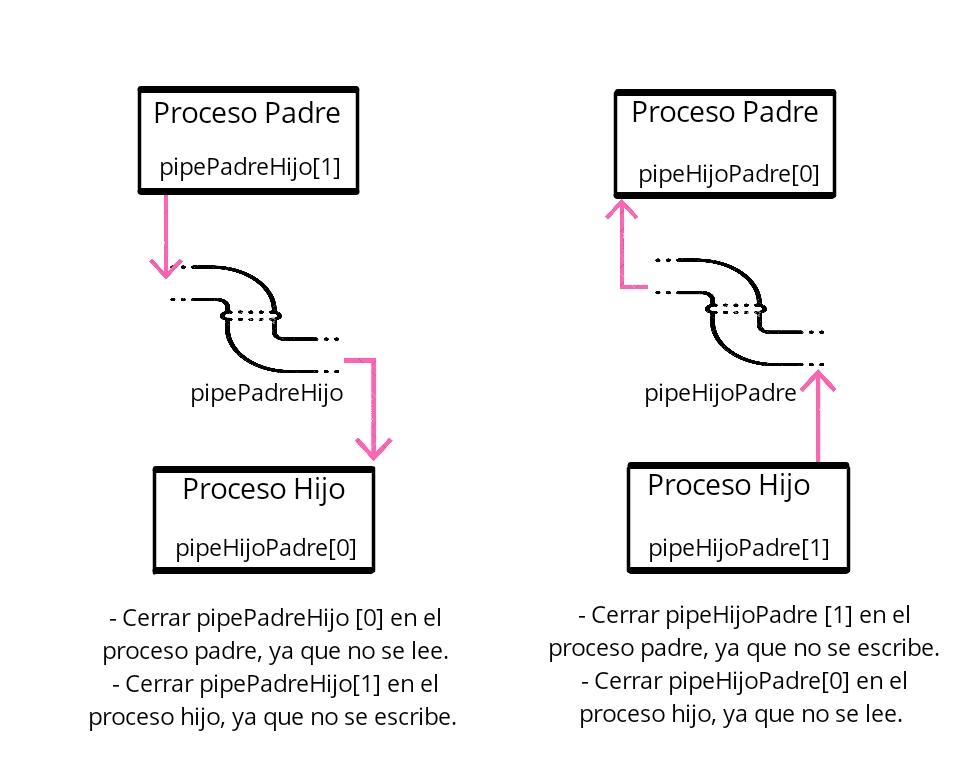 Proceso Padre
pipePadreHijo[1]
pipePadreHijo
Proceso Hijo
pipeHijoPadre[0]
- Cerrar pipePadreHijo [0] en el
proceso padre, ya que no se lee.
- Cerrar pipePadreHijo[1] en el
proceso hijo, ya que no se escribe.
Proceso Padre
pipeHijoPadre[0]
pipeHijoPadre
Proceso Hijo
pipeHijoPadre[1]
- Cerrar pipeHijoPadre [1] en el
proceso padre, ya que no se escribe.
- Cerrar pipeHijoPadre[0] en el
proceso hijo, ya que no se lee.